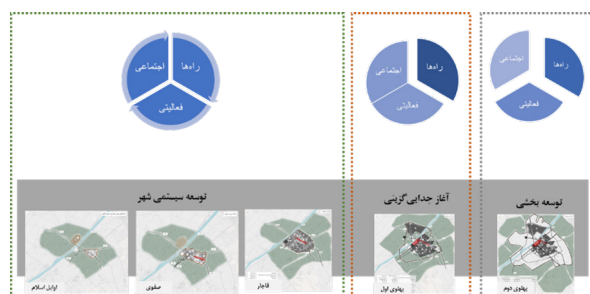 اجتماعی
راه‌ها
فعالیتی
اجتماعی
راه‌ها
فعالیتی
اجتماعی
راه‌ها
فعالیتی
توسعه سیستمی شهر
آغاز جدایی‌گزینی
توسعه بخشی
اوایل اسلام
صفوی
قاجار
پهلوی اول
پهلوی دوم